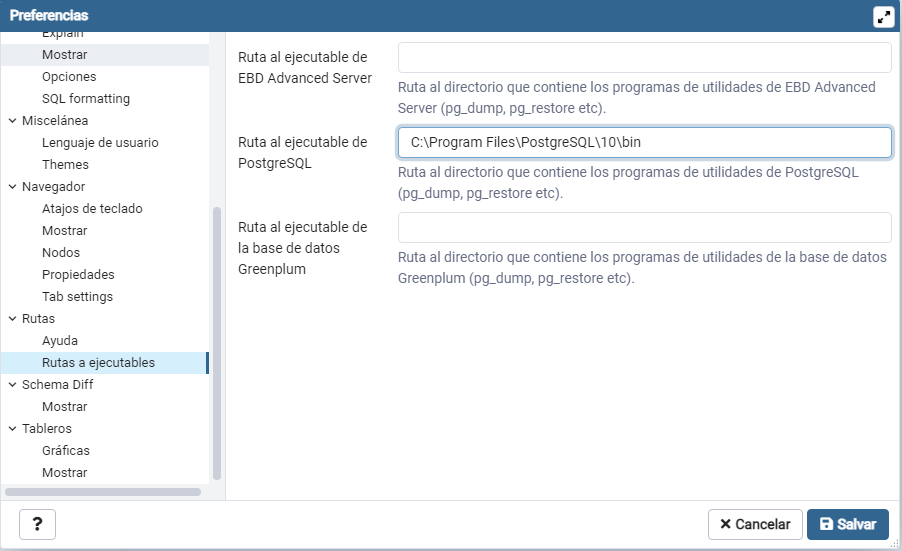 Preferencias
Explain
Mostrar
Opciones
SQL formatting
Miscelánea
Lenguaje de usuario
Themes
Navegador
Atajos de teclado
Mostrar
Nodos
Propiedades
Tab settings
Rutas
Ayuda
Rutas a ejecutables
Schema Diff
Mostrar
Tableros
Gráficas
Mostrar
Ruta al ejecutable de
EBD Advanced Server
Ruta al directorio que contiene los programas de utilidades de EBD Advanced
Server (pg_dump, pg_restore etc).
Ruta al ejecutable de
PostgreSQL
C:\Program Files\PostgreSQL\10\bin
Ruta al directorio que contiene los programas de utilidades de PostgreSQL
(pg_dump, pg_restore etc).
Ruta al ejecutable de
la base de datos
Greenplum
Ruta al directorio que contiene los programas de utilidades de la base de datos
Greenplum (pg_dump, pg_restore etc).
?
Cancelar
Salvar